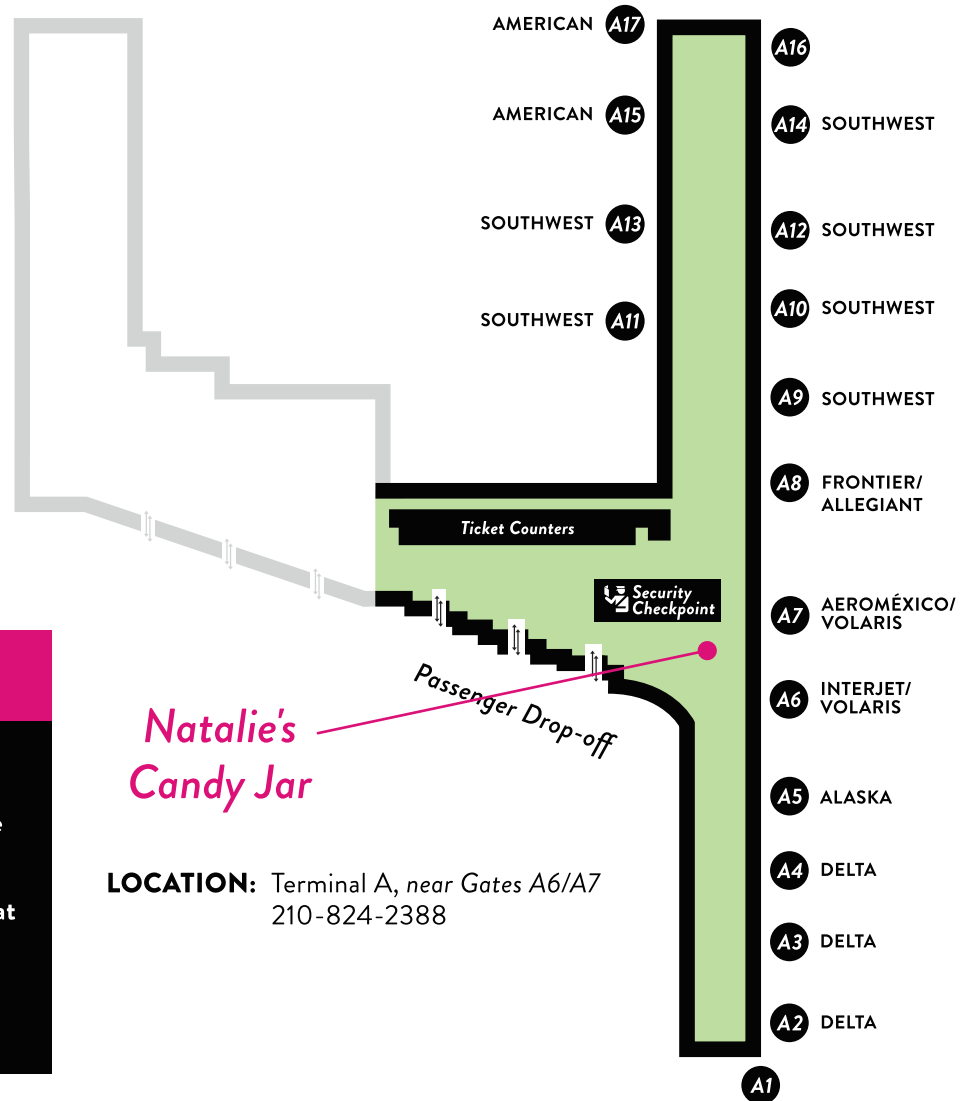 AMERICAN A17
A16
AMERICAN A15
A14 SOUTHWEST
SOUTHWEST A13
A12 SOUTHWEST
A10 SOUTHWEST
SOUTHWEST A11
A9 SOUTHWEST
A8 FRONTIER/
ALLEGIANT
Ticket Counters
Security
Checkpoint
A7 AEROMÉXICO/
VOLARIS
Passenger Drop-off
A6 INTERJET/
VOLARIS
Natalie's
Candy Jar
A5 ALASKA
A4 DELTA
LOCATION: Terminal A, near Gates A6/A7
210-824-2388
A3 DELTA
A2 DELTA
A1